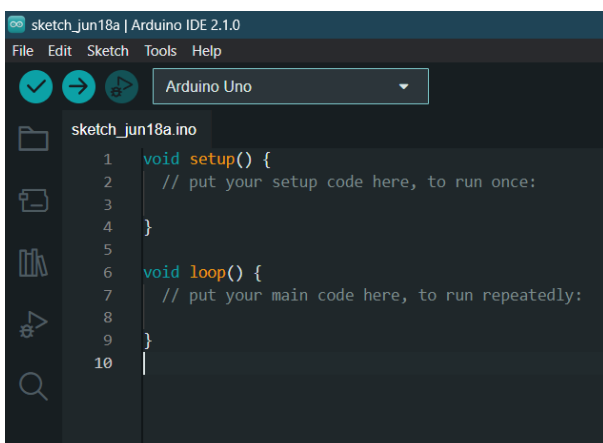 sketch_jun18a | Arduino IDE 2.1.0
File Edit Sketch Tools Help
Arduino Uno
sketch_jun18a.ino
1 void setup() {
2 // put your setup code here, to run once:
3
4 }
5
6 void loop() {
7 // put your main code here, to run repeatedly:
8
9 }
10